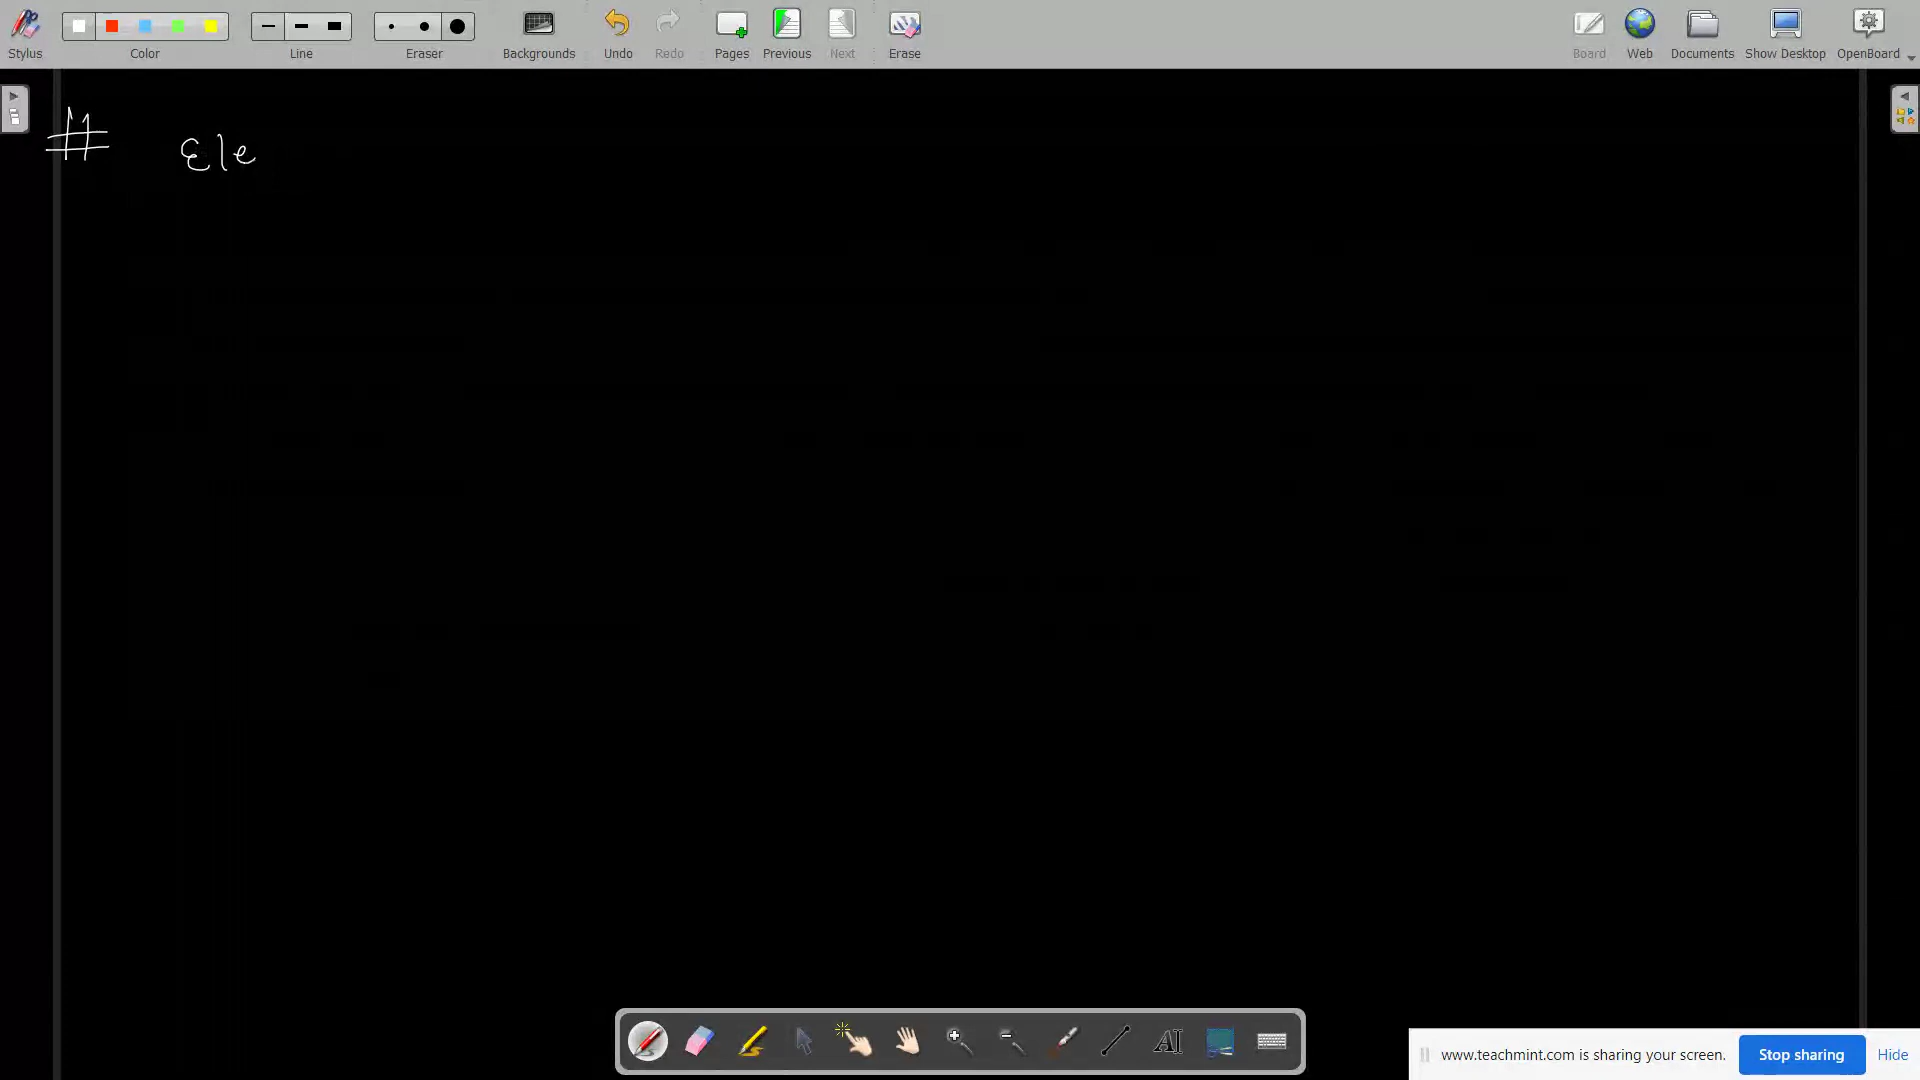 Stylus Color Line Eraser Backgrounds Undo Redo Pages Previous Next Erase Board Web Documents Show Desktop OpenBoard
# Ele
AI
www.teachmint.com is sharing your screen. Stop sharing Hide